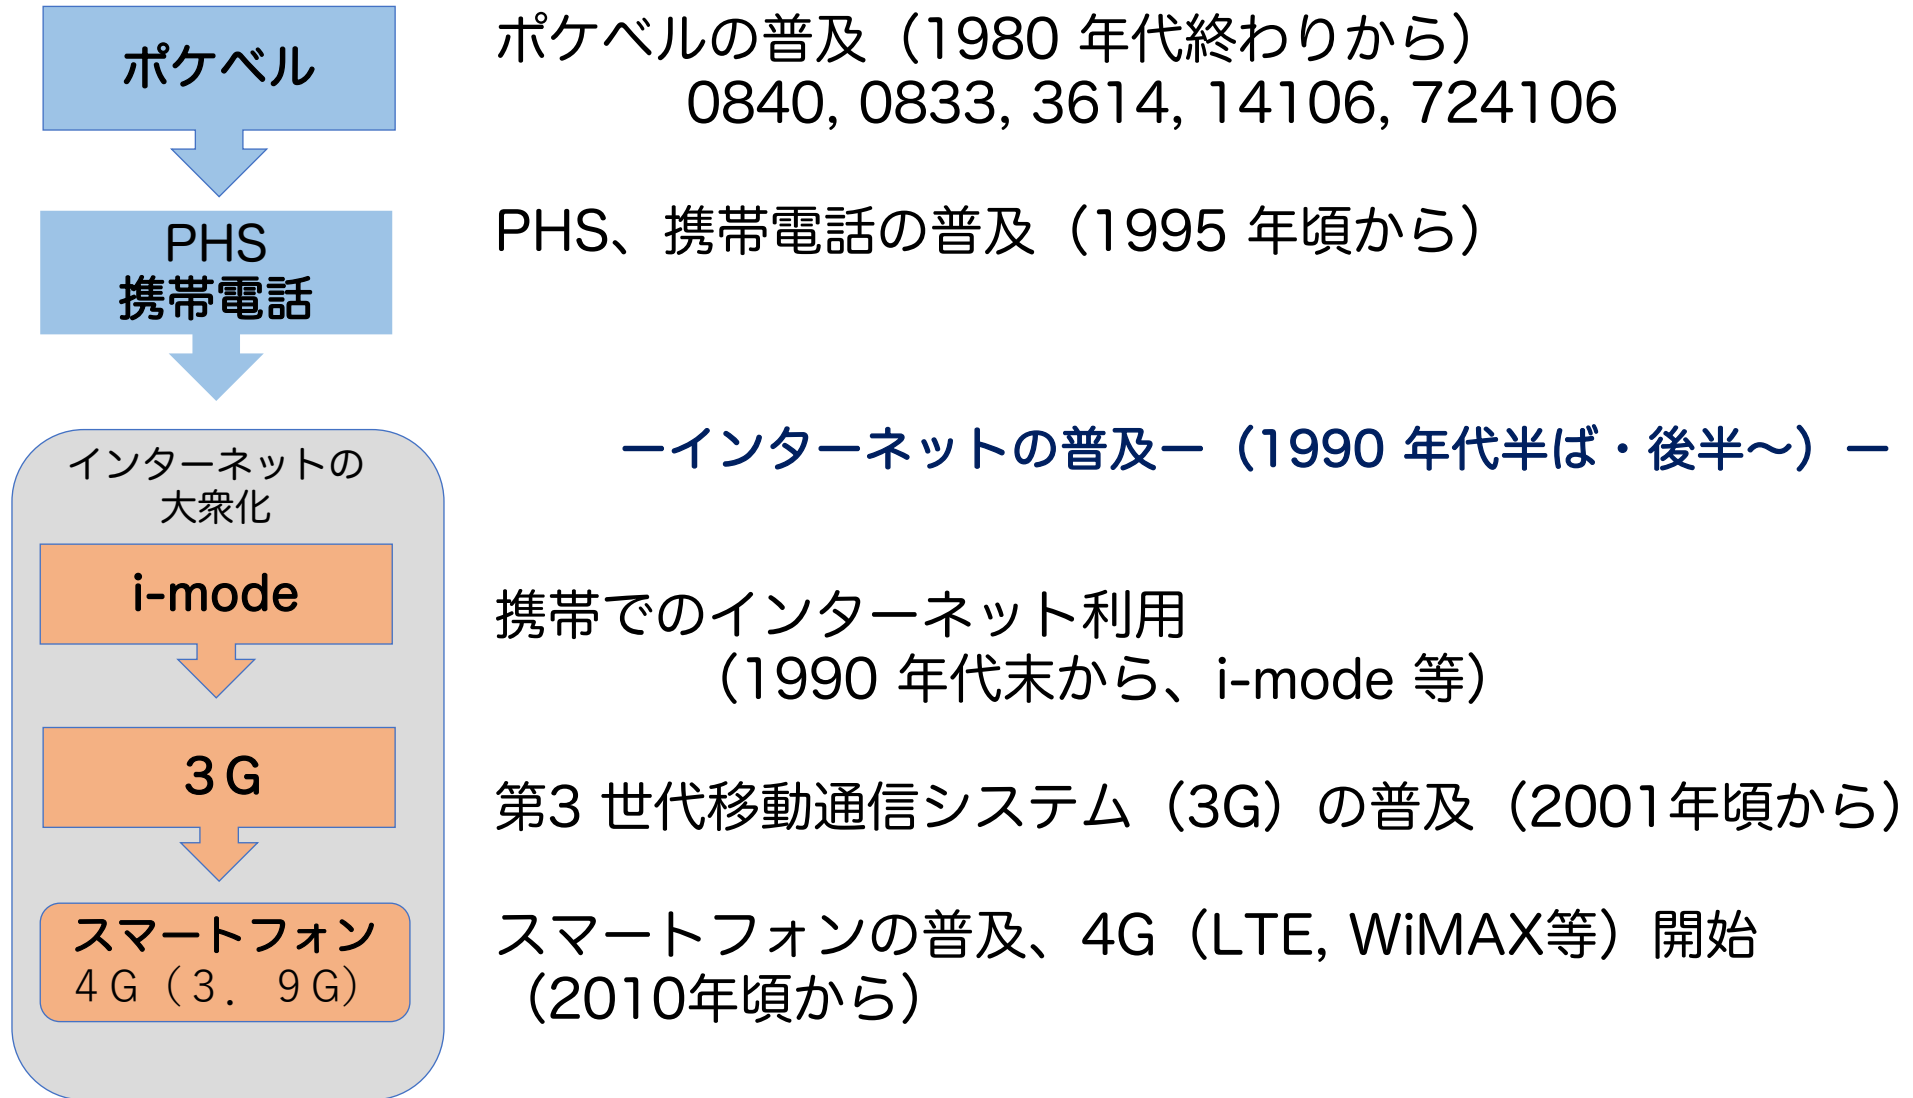 ポケベル
ポケベルの普及（1980 年代終わりから）
0840, 0833, 3614, 14106, 724106
PHS
携帯電話
PHS、携帯電話の普及（1995 年頃から）
インターネットの
大衆化
ーインターネットの普及ー（1990 年代半ば・後半〜）ー
i-mode
携帯でのインターネット利用
（1990 年代末から、i-mode 等）
３G
第3 世代移動通信システム（3G）の普及（2001年頃から）
スマートフォン
４G（３．９G）
スマートフォンの普及、4G（LTE, WiMAX等）開始
（2010年頃から）